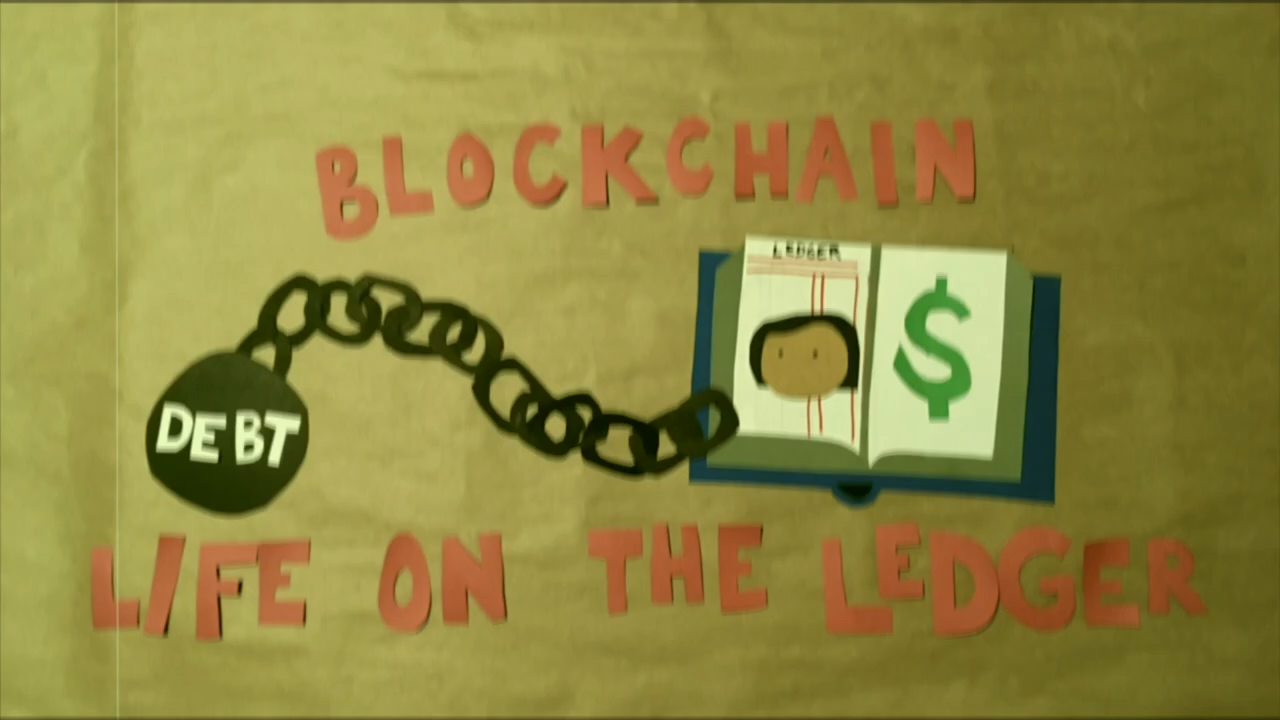 BLOCKCHAIN
LEDGER
$
DEBT
LIFE ON THE LEDGER